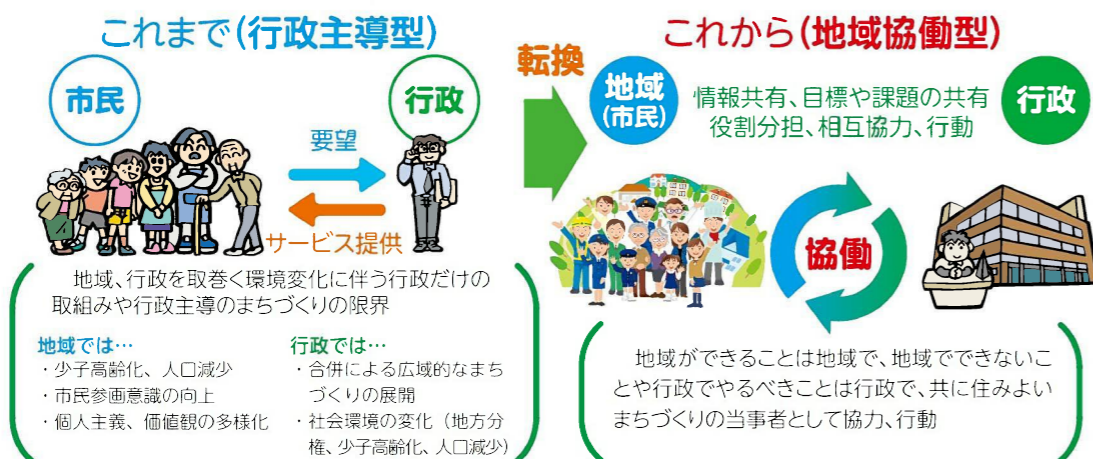 これまで(行政主導型)
市民
行政
要望
サービス提供
地域、行政を取巻く環境変化に伴う行政だけの
取組みや行政主導のまちづくりの限界
地域では…
・少子高齢化、人口減少
・市民参画意識の向上
・個人主義、価値観の多様化
行政では…
・合併による広域的なまち
づくりの展開
・社会環境の変化（地方分
権、少子高齢化、人口減少）
転換
これから(地域協働型)
地域
(市民)
情報共有、目標や課題の共有
役割分担、相互協力、行動
行政
協働
地域ができることは地域で、地域でできないこ
とや行政でやるべきことは行政で、共に住みよい
まちづくりの当事者として協力、行動